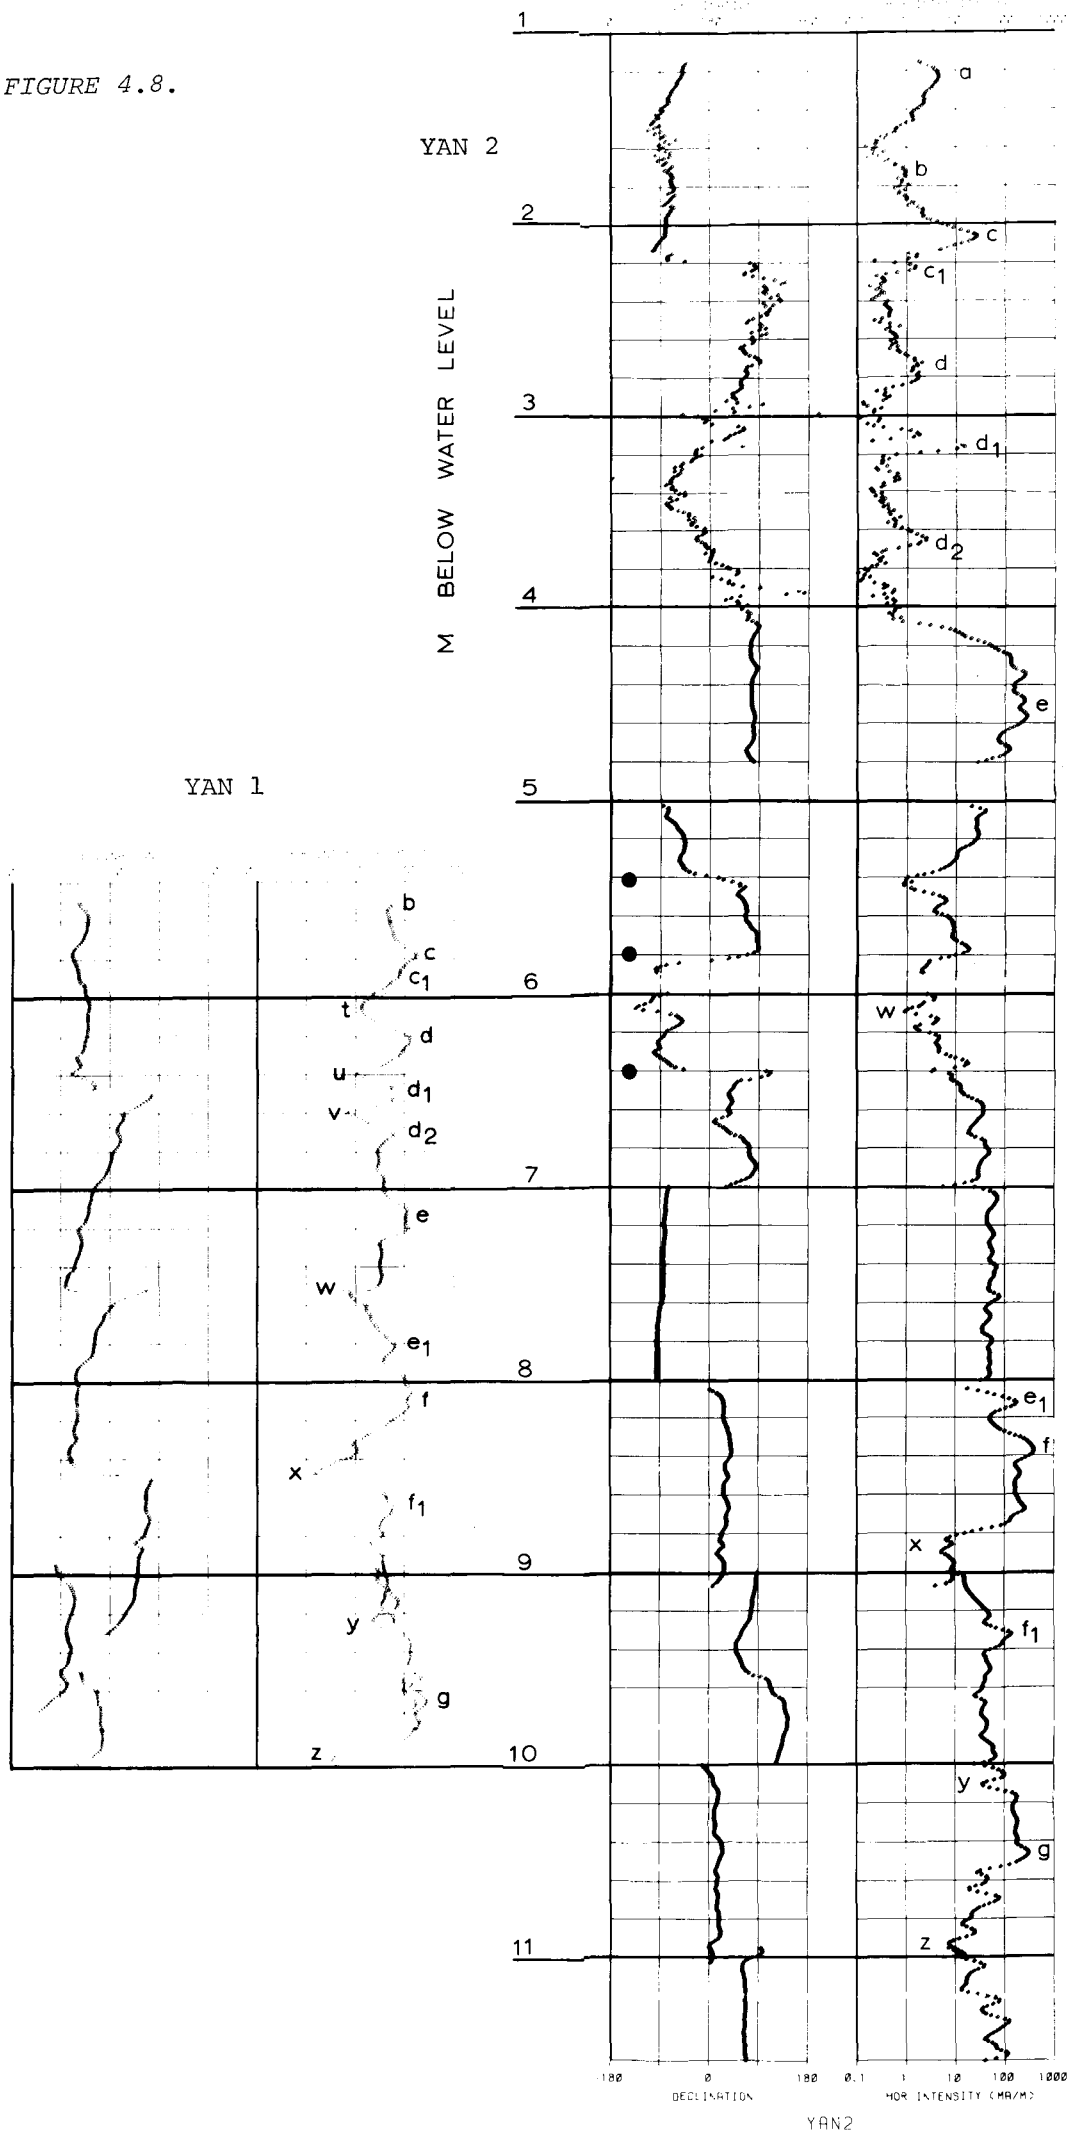 FIGURE 4.8.
YAN 2
M BELOW WATER LEVEL
YAN 1
1
2
3
4
5
6
7
8
9
10
11
a
b
c
c1
d
d1
d2
e
w
e1
f
x
f1
y
g
z
b
c
c1
t
d
u
d1
v
d2
e
w
e1
f
x
f1
y
g
z
-180 0 180
DECLINATION
0.1 1 10 100 1000
HOR INTENSITY (MA/M)
YAN2